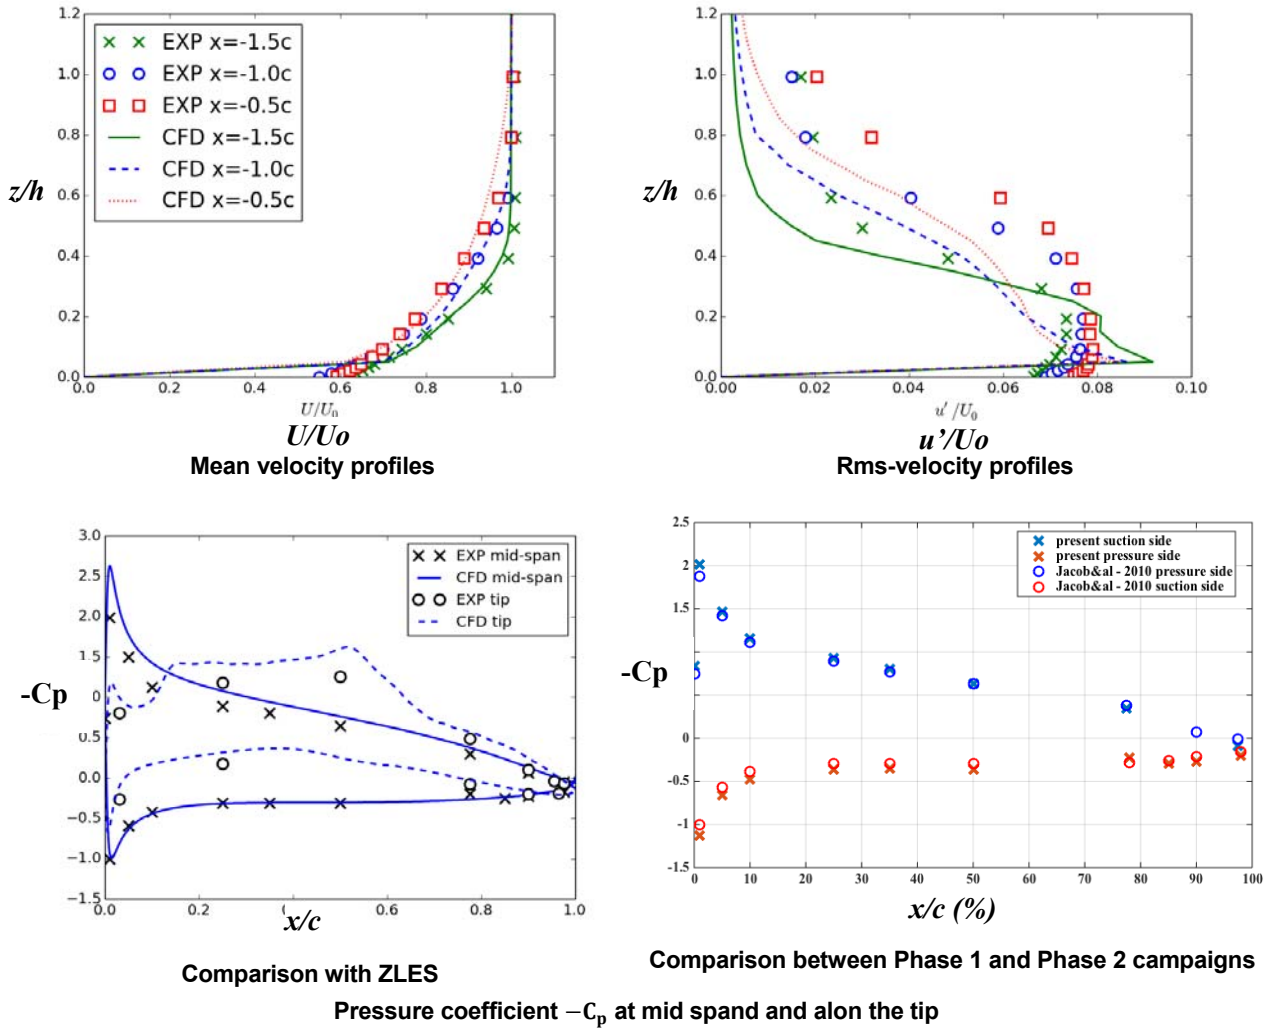 1.2
1.0
0.8
0.6
0.4
0.2
0.0
z/h
EXP x=-1.5c
EXP x=-1.0c
EXP x=-0.5c
CFD x=-1.5c
CFD x=-1.0c
CFD x=-0.5c
0.0 0.2 0.4 0.6 0.8 1.0
U/Uo
Mean velocity profiles
1.2
1.0
0.8
0.6
0.4
0.2
0.0
z/h
0.00 0.02 0.04 0.06 0.08 0.10
u'/U0
u'/Uo
Rms-velocity profiles
3.0
2.5
2.0
1.5
0
0.5
0.0
−0.5
−1.0
−1.5
-Cp
EXP mid-span
CFD mid-span
EXP tip
CFD tip
0.0 0.2 0.6 0.8 1.0
x/c
Comparison with ZLES
2.5
2
1.5
1
0
-0.5
-1
-1.5
-Cp
present suction side
present pressure side
Jacob&al - 2010 pressure side
Jacob&al - 2010 suction side
0 10 20 30 40 50 60 70 80 90 100
x/c (%)
Comparison between Phase 1 and Phase 2 campaigns
Pressure coefficient −Cp at mid spand and alon the tip